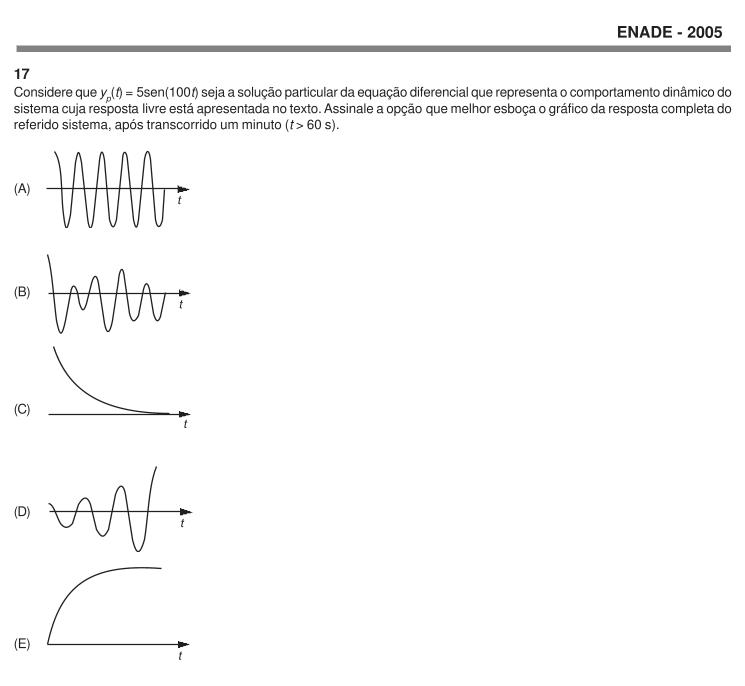 ENADE - 2005
17
Considere que yp(t) = 5sen(100t) seja a solução particular da equação diferencial que representa o comportamento dinâmico do
sistema cuja resposta livre está apresentada no texto. Assinale a opção que melhor esboça o gráfico da resposta completa do
referido sistema, após transcorrido um minuto (t > 60 s).
(A)
t
(B)
t
(C)
t
(D)
t
(E)
t